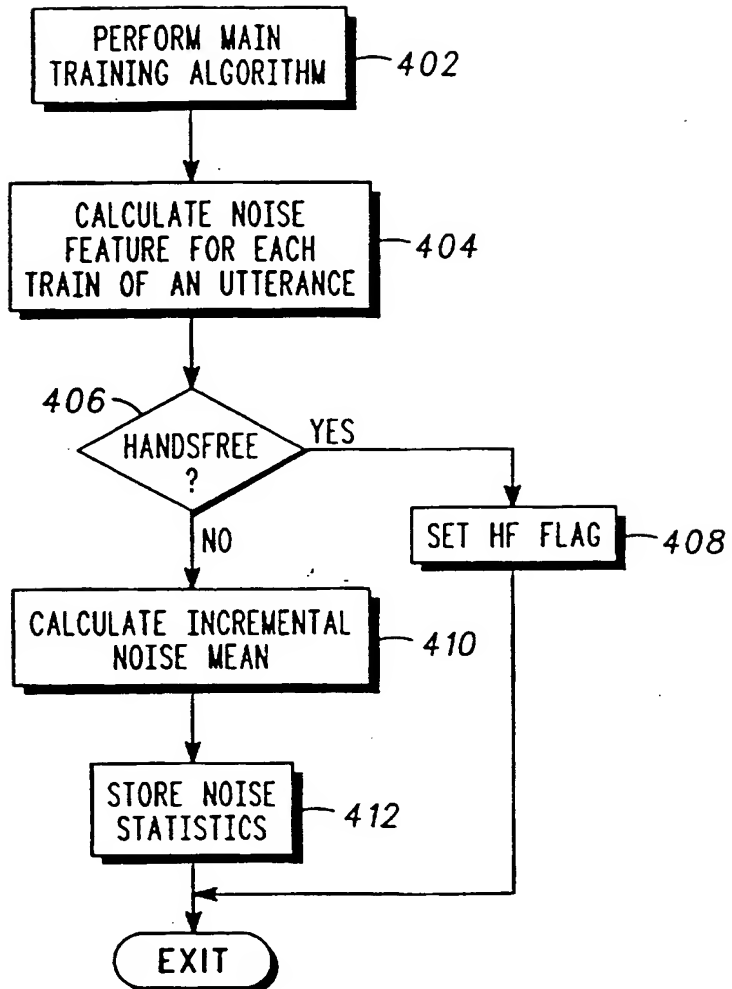 PERFORM MAIN
TRAINING ALGORITHM
402
CALCULATE NOISE
FEATURE FOR EACH
TRAIN OF AN UTTERANCE
404
406
HANDSFREE
?
YES
NO
SET HF FLAG
408
CALCULATE INCREMENTAL
NOISE MEAN
410
STORE NOISE
STATISTICS
412
EXIT